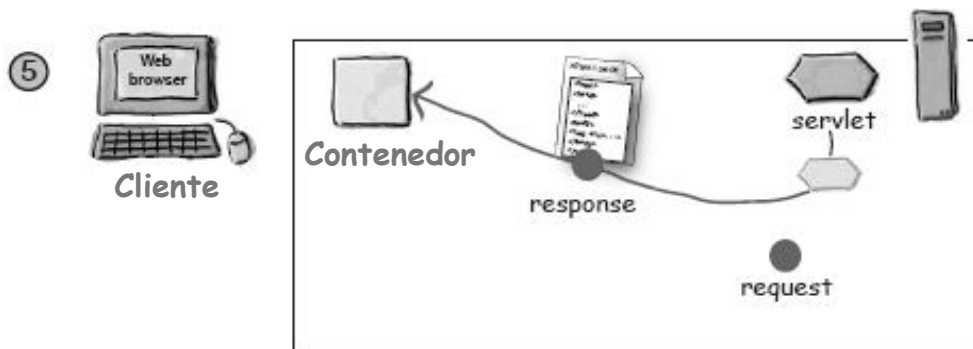 5
Web
browser
Cliente
Contenedor
response
servlet
request